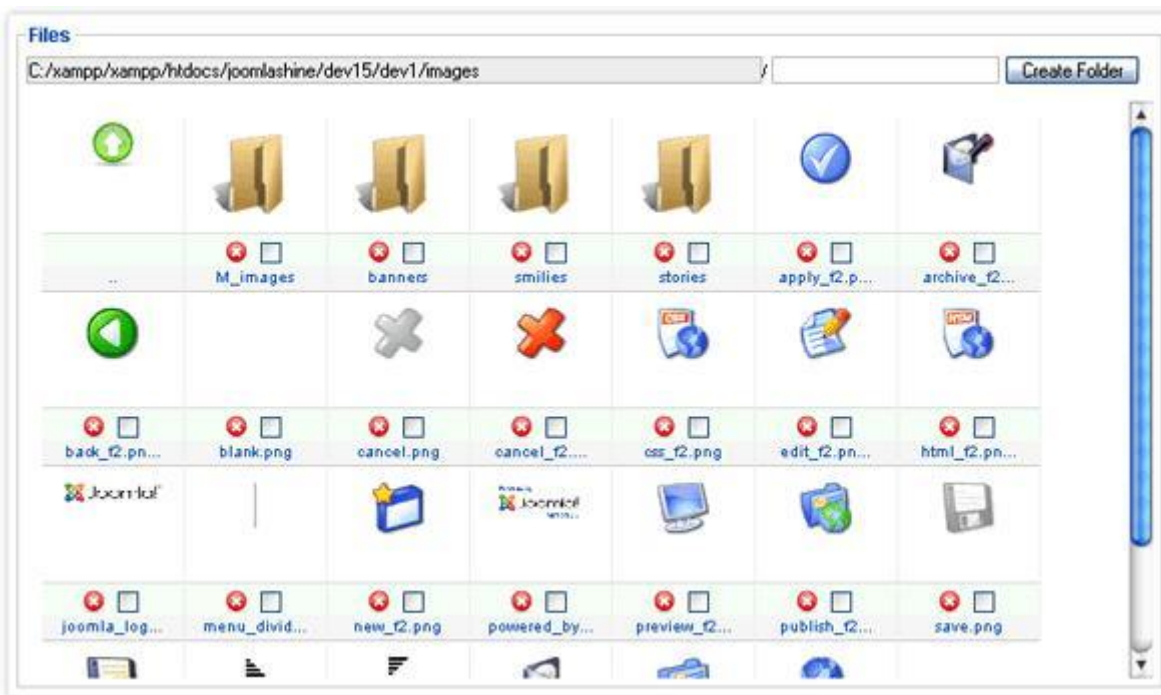 Files
C:/xampp/xampp/htdocs/joomlashine/dev15/dev1/images / Create Folder
.. M_images banners smilies stories apply_f2.p... archive_f2...
back_f2.pn... blank.png cancel.png cancel_f2.... css_f2.png edit_f2.pn... html_f2.pn...
Joomla! Joomla!
joomla_log... menu_divid... new_f2.png powered_by... preview_f2... publish_f2... save.png